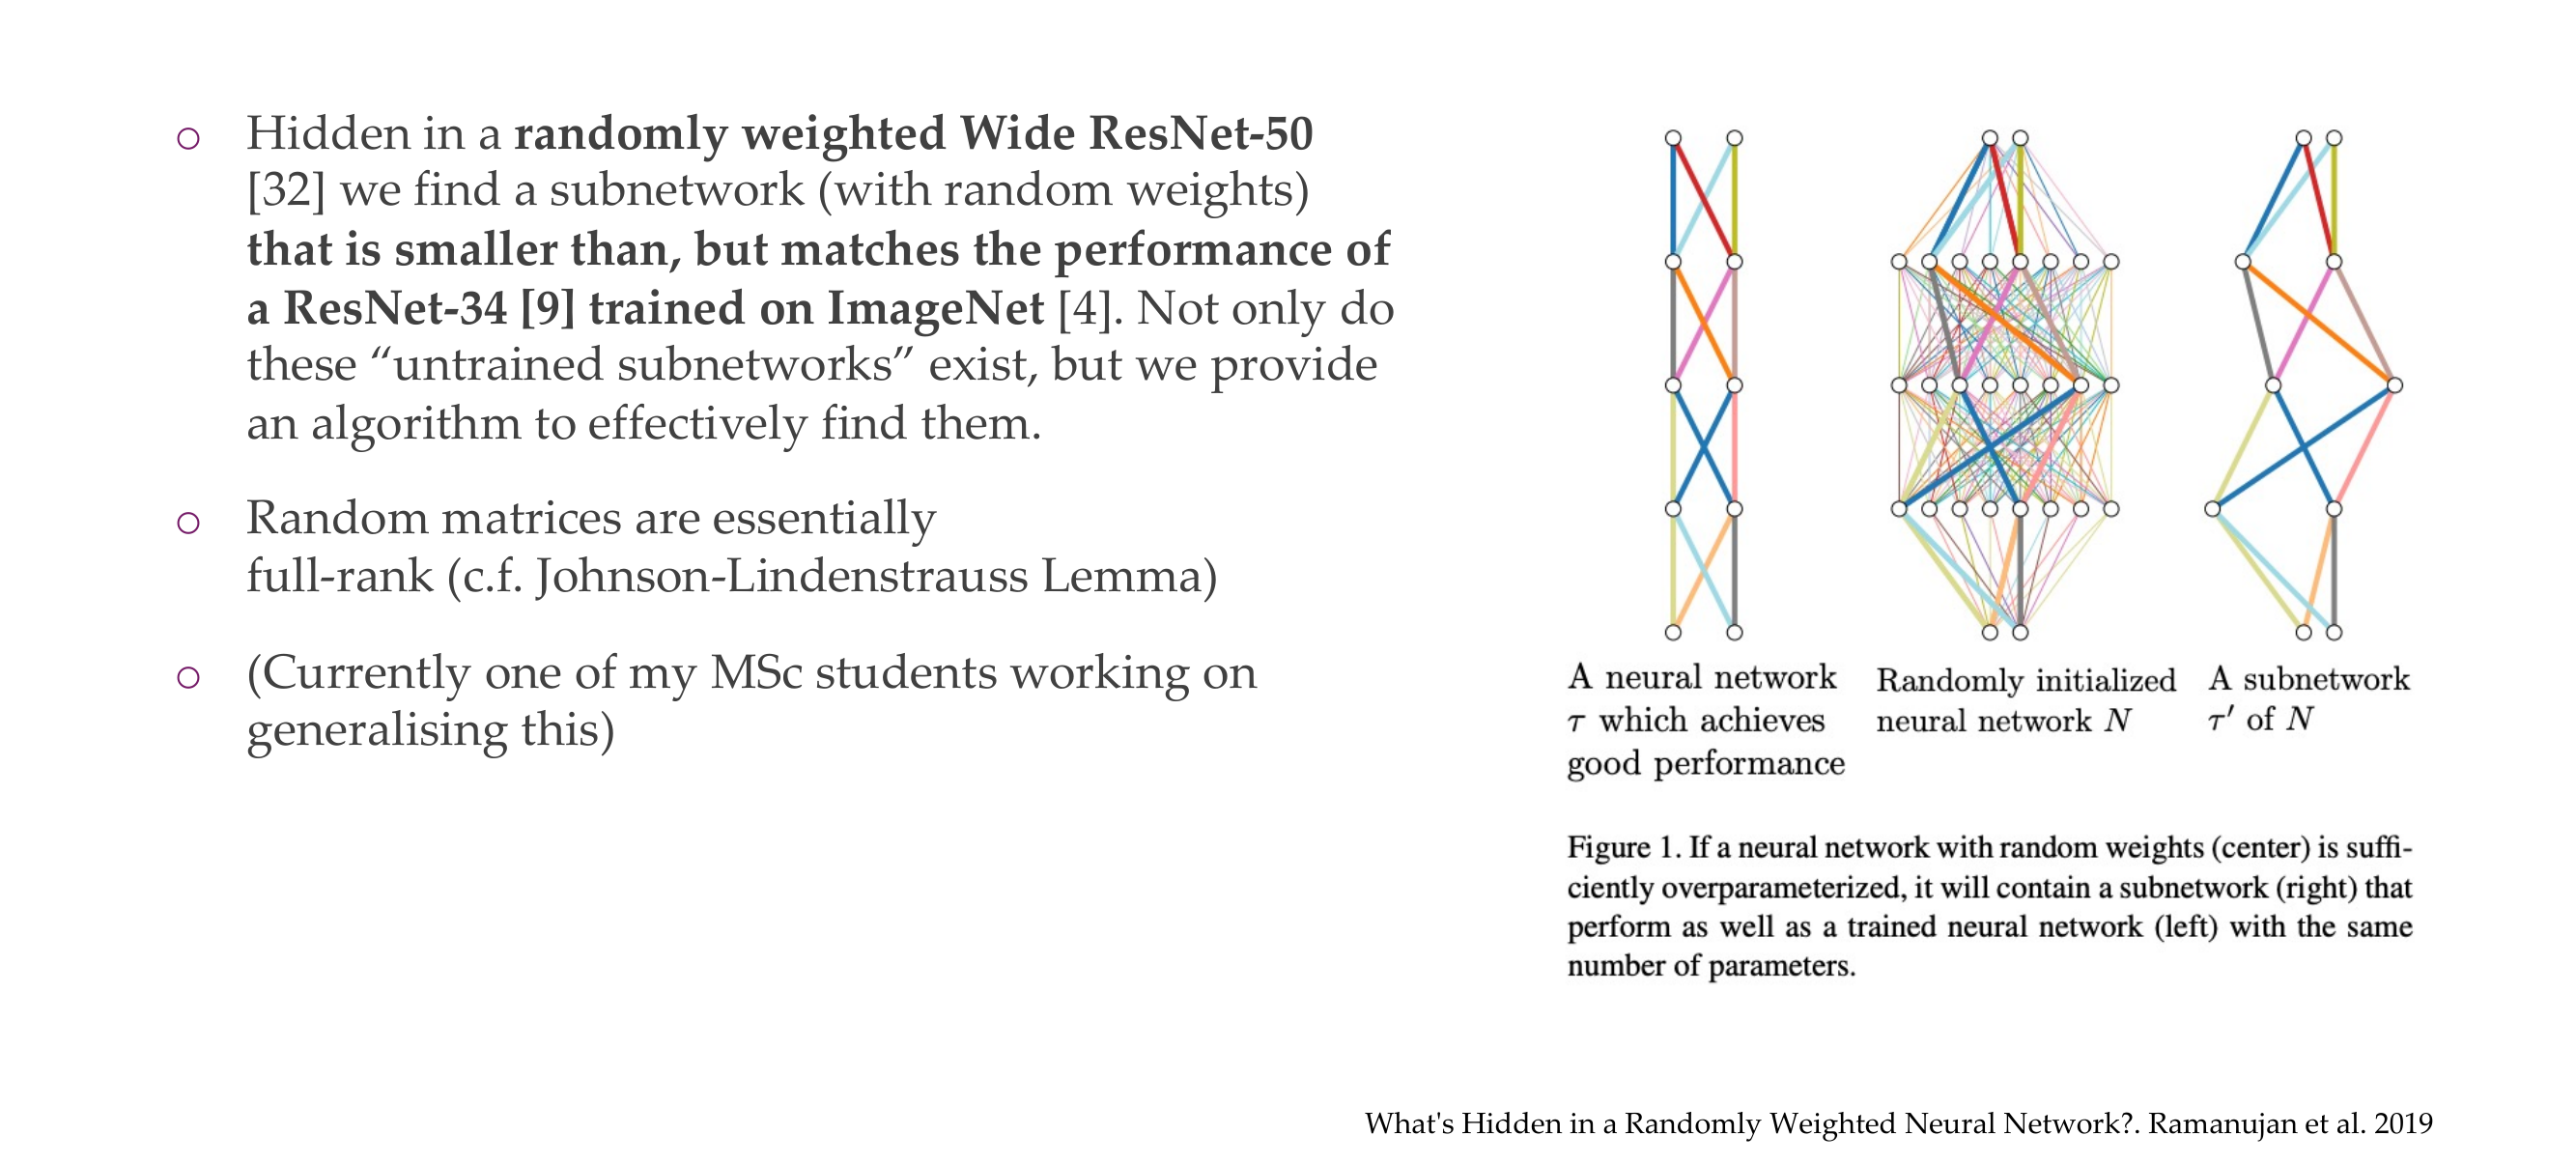 Hidden in a randomly weighted Wide ResNet-50
[32] we find a subnetwork (with random weights)
that is smaller than, but matches the performance of
a ResNet-34 [9] trained on ImageNet [4]. Not only do
these “untrained subnetworks” exist, but we provide
an algorithm to effectively find them.
Random matrices are essentially
full-rank (c.f. Johnson-Lindenstrauss Lemma)
(Currently one of my MSc students working on
generalising this)
A neural network
τ which achieves
good performance
Randomly initialized
neural network N
A subnetwork
τ′ of N
Figure 1. If a neural network with random weights (center) is suffi-
ciently overparameterized, it will contain a subnetwork (right) that
perform as well as a trained neural network (left) with the same
number of parameters.
What's Hidden in a Randomly Weighted Neural Network?. Ramanujan et al. 2019